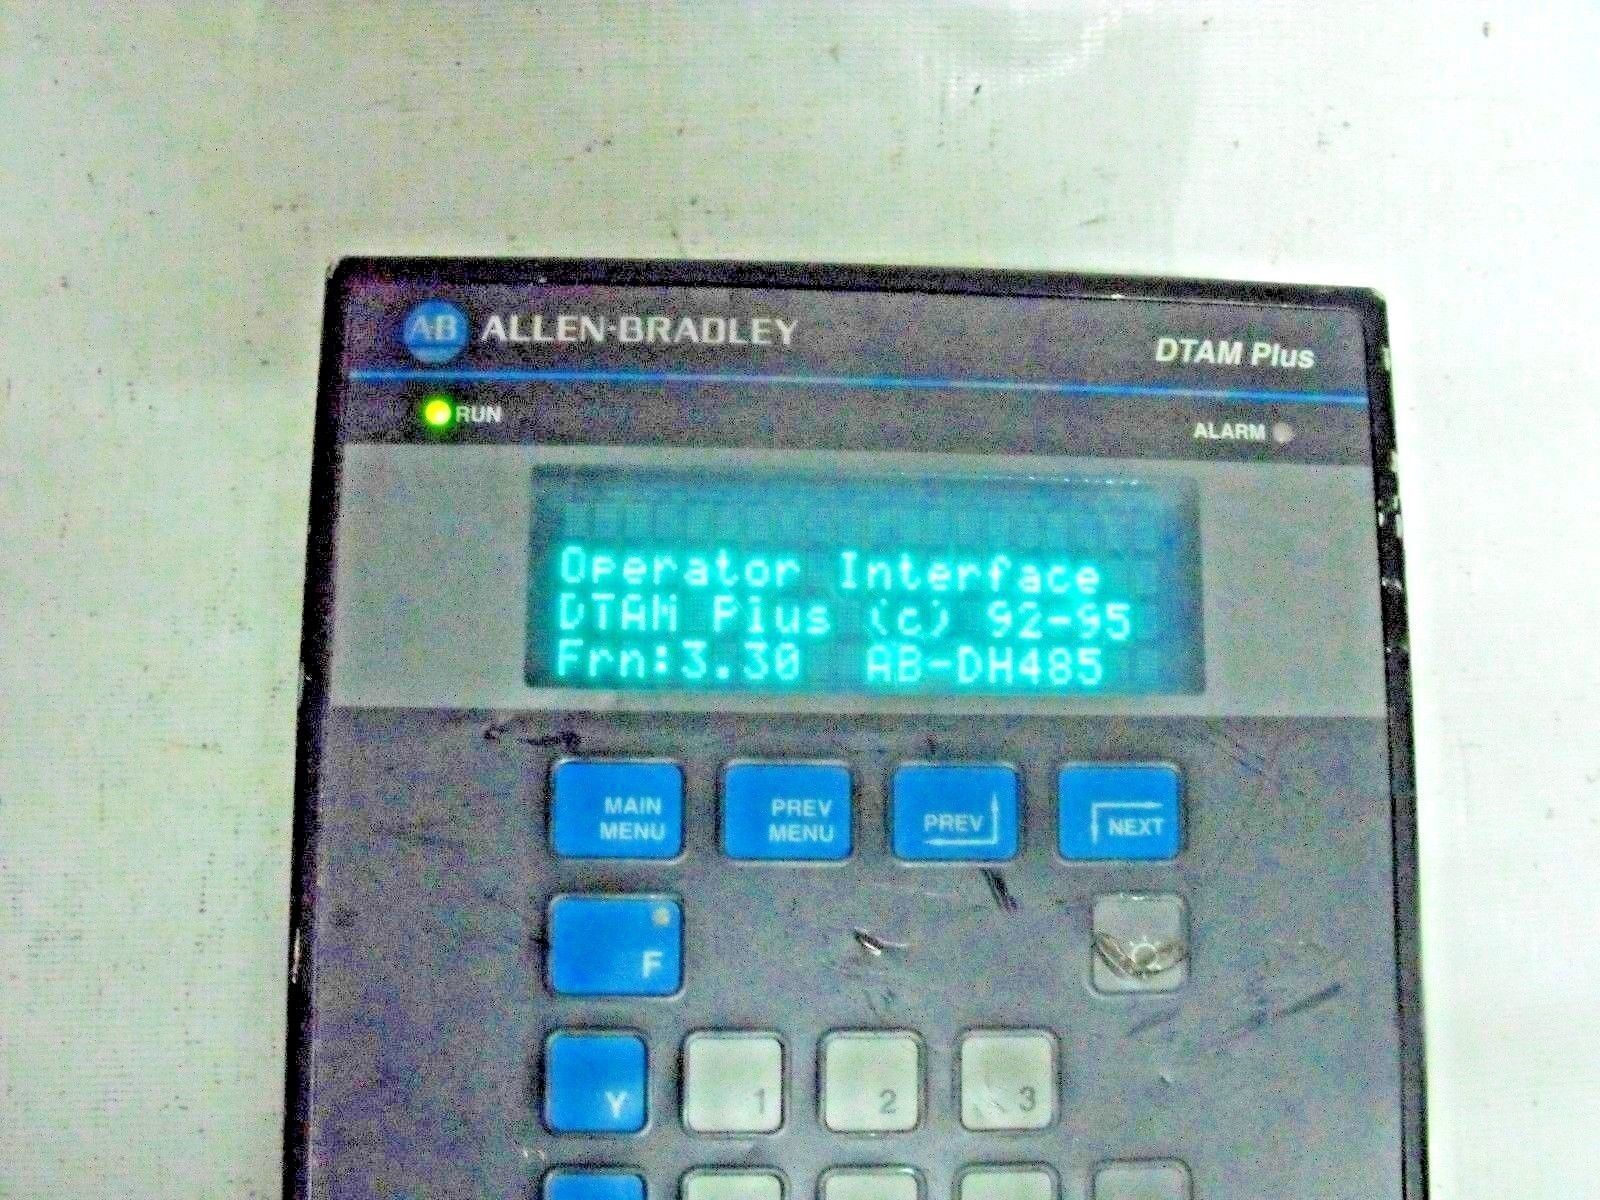 A·B ALLEN-BRADLEY
DTAM Plus
RUN
ALARM
Operator Interface
DTAM Plus (c) 92-95
Frn:3.30 AB-DH485
MAIN
MENU
PREV
MENU
PREV
NEXT
F
Y
1
2
3